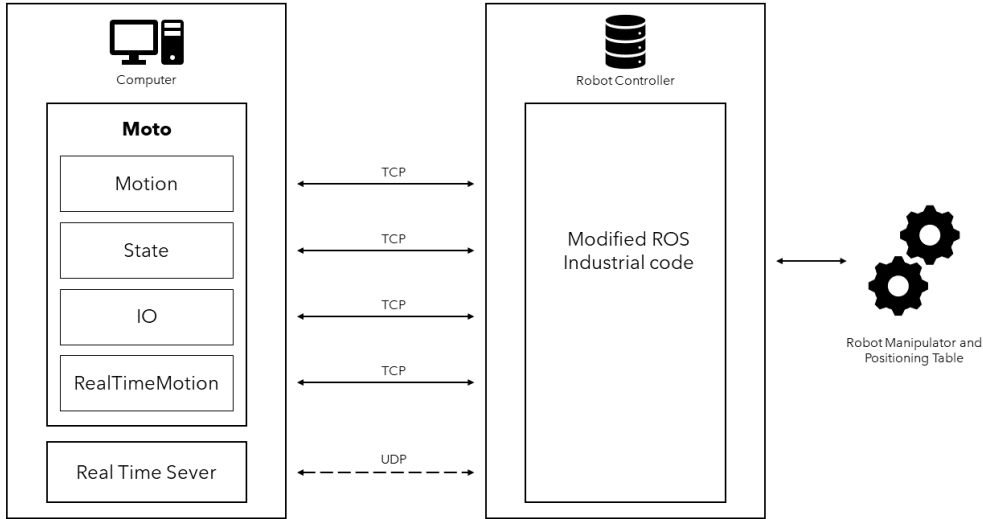 Computer
Moto
Motion
State
IO
RealTimeMotion
Real Time Sever
TCP
TCP
TCP
TCP
UDP
Robot Controller
Modified ROS
Industrial code
Robot Manipulator and
Positioning Table